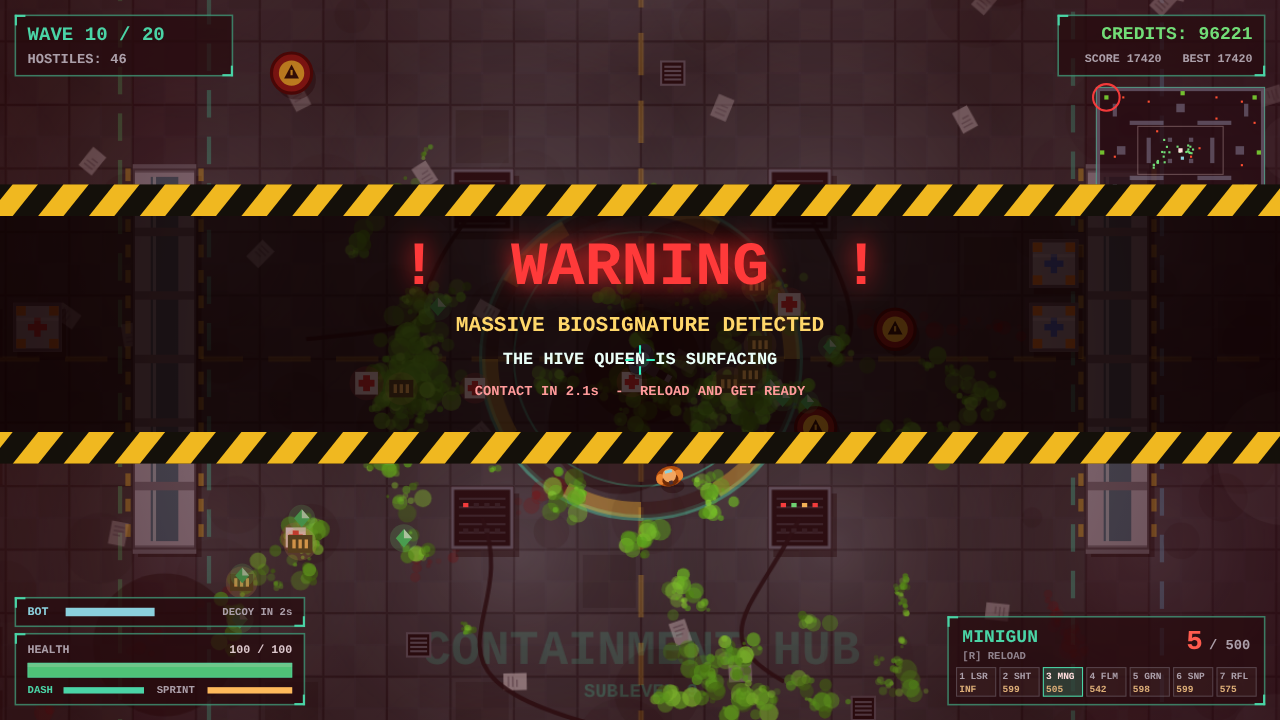 WAVE 10 / 20
HOSTILES: 46
CREDITS: 96221
SCORE 17420 BEST 17420
! WARNING !
MASSIVE BIOSIGNATURE DETECTED
THE HIVE QUEEN IS SURFACING
CONTACT IN 2.1s - RELOAD AND GET READY
CONTAINMENT HUB
BOT DECOY IN 2s
HEALTH 100 / 100
DASH SPRINT
MINIGUN 5 / 500
[R] RELOAD
1 LSR 2 SHT 3 MNG 4 FLM 5 GRN 6 SNP 7 RFL
INF 599 505 542 598 599 575